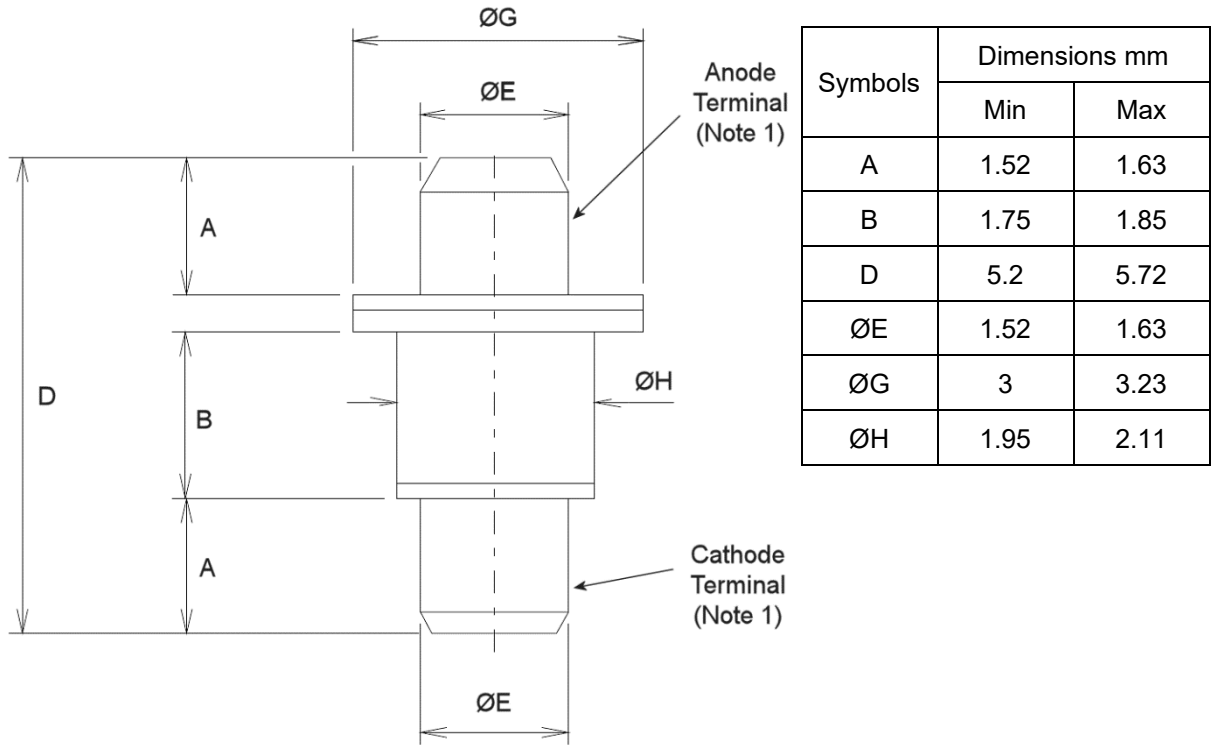 ØG
ØE
Anode
Terminal
(Note 1)
A
D
B
ØH
A
Cathode
Terminal
(Note 1)
ØE
Symbols Dimensions mm
Min Max
A 1.52 1.63
B 1.75 1.85
D 5.2 5.72
ØE 1.52 1.63
ØG 3 3.23
ØH 1.95 2.11